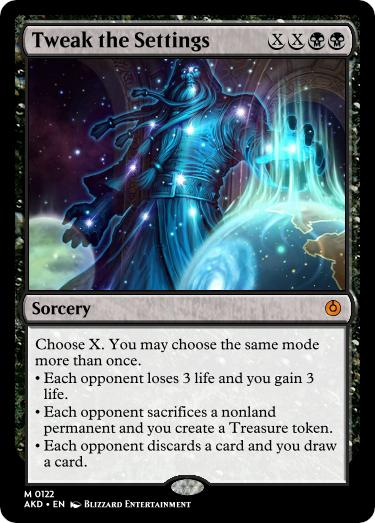 Tweak the Settings X X
Sorcery
Choose X. You may choose the same mode
more than once.
• Each opponent loses 3 life and you gain 3
life.
• Each opponent sacrifices a nonland
permanent and you create a Treasure token.
• Each opponent discards a card and you draw
a card.
M 0122
AKD • EN Blizzard Entertainment